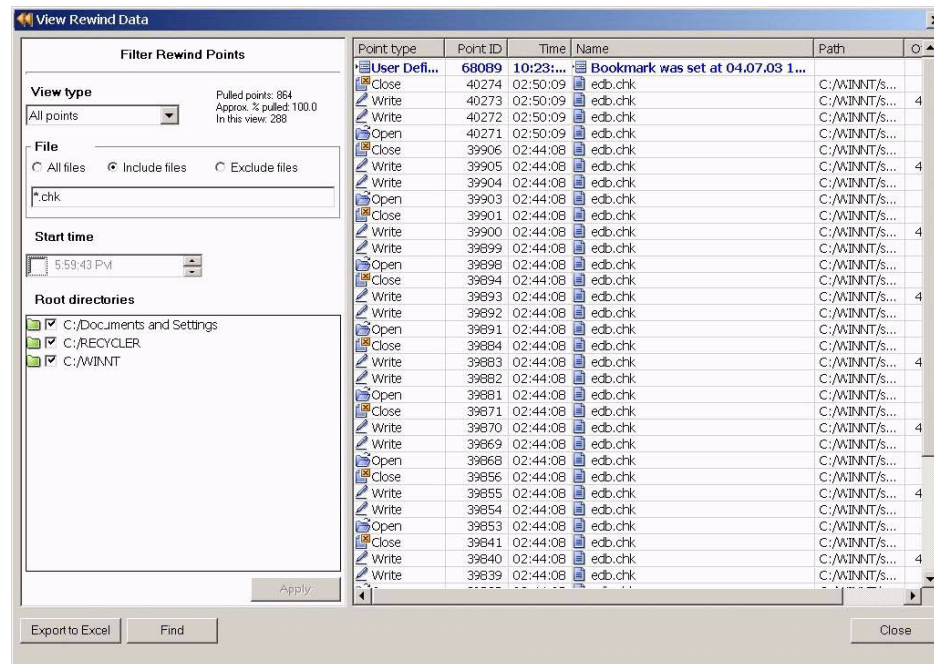 View Rewind Data
Filter Rewind Points
View type
All points
Pulled points: 864
Approx. % pulled: 100.0
In this view: 288
File
All files Include files Exclude files
*.chk
Start time
5:59:43 PM
Root directories
C:/Documents and Settings
C:/RECYCLER
C:/WINNT
Apply
Point type Point ID Time Name Path
User Defi... 68089 10:23:... Bookmark was set at 04.07.03 1...
Close 40274 02:50:09 edb.chk C:/WINNT/s...
Write 40273 02:50:09 edb.chk C:/WINNT/s... 4
Write 40272 02:50:09 edb.chk C:/WINNT/s...
Open 40271 02:50:09 edb.chk C:/WINNT/s...
Close 39906 02:44:08 edb.chk C:/WINNT/s...
Write 39905 02:44:08 edb.chk C:/WINNT/s... 4
Write 39904 02:44:08 edb.chk C:/WINNT/s...
Open 39903 02:44:08 edb.chk C:/WINNT/s...
Close 39901 02:44:08 edb.chk C:/WINNT/s...
Write 39900 02:44:08 edb.chk C:/WINNT/s... 4
Write 39899 02:44:08 edb.chk C:/WINNT/s...
Open 39898 02:44:08 edb.chk C:/WINNT/s...
Close 39894 02:44:08 edb.chk C:/WINNT/s...
Write 39893 02:44:08 edb.chk C:/WINNT/s... 4
Write 39892 02:44:08 edb.chk C:/WINNT/s...
Open 39891 02:44:08 edb.chk C:/WINNT/s...
Close 39884 02:44:08 edb.chk C:/WINNT/s...
Write 39883 02:44:08 edb.chk C:/WINNT/s... 4
Write 39882 02:44:08 edb.chk C:/WINNT/s...
Open 39881 02:44:08 edb.chk C:/WINNT/s...
Close 39871 02:44:08 edb.chk C:/WINNT/s...
Write 39870 02:44:08 edb.chk C:/WINNT/s... 4
Write 39869 02:44:08 edb.chk C:/WINNT/s...
Open 39868 02:44:08 edb.chk C:/WINNT/s...
Close 39856 02:44:08 edb.chk C:/WINNT/s...
Write 39855 02:44:08 edb.chk C:/WINNT/s... 4
Write 39854 02:44:08 edb.chk C:/WINNT/s...
Open 39853 02:44:08 edb.chk C:/WINNT/s...
Close 39841 02:44:08 edb.chk C:/WINNT/s...
Write 39840 02:44:08 edb.chk C:/WINNT/s... 4
Write 39839 02:44:08 edb.chk C:/WINNT/s...
Export to Excel Find Close